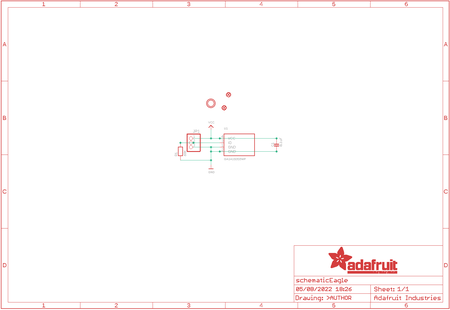 1 2 3 4 5 6
A A
B B
C C
D D
adafruit
schematicEagle
05/08/2022 18:26
Sheet: 1/1
Drawing: >AUTHOR
Adafruit Industries
1 2 3 4 5 6